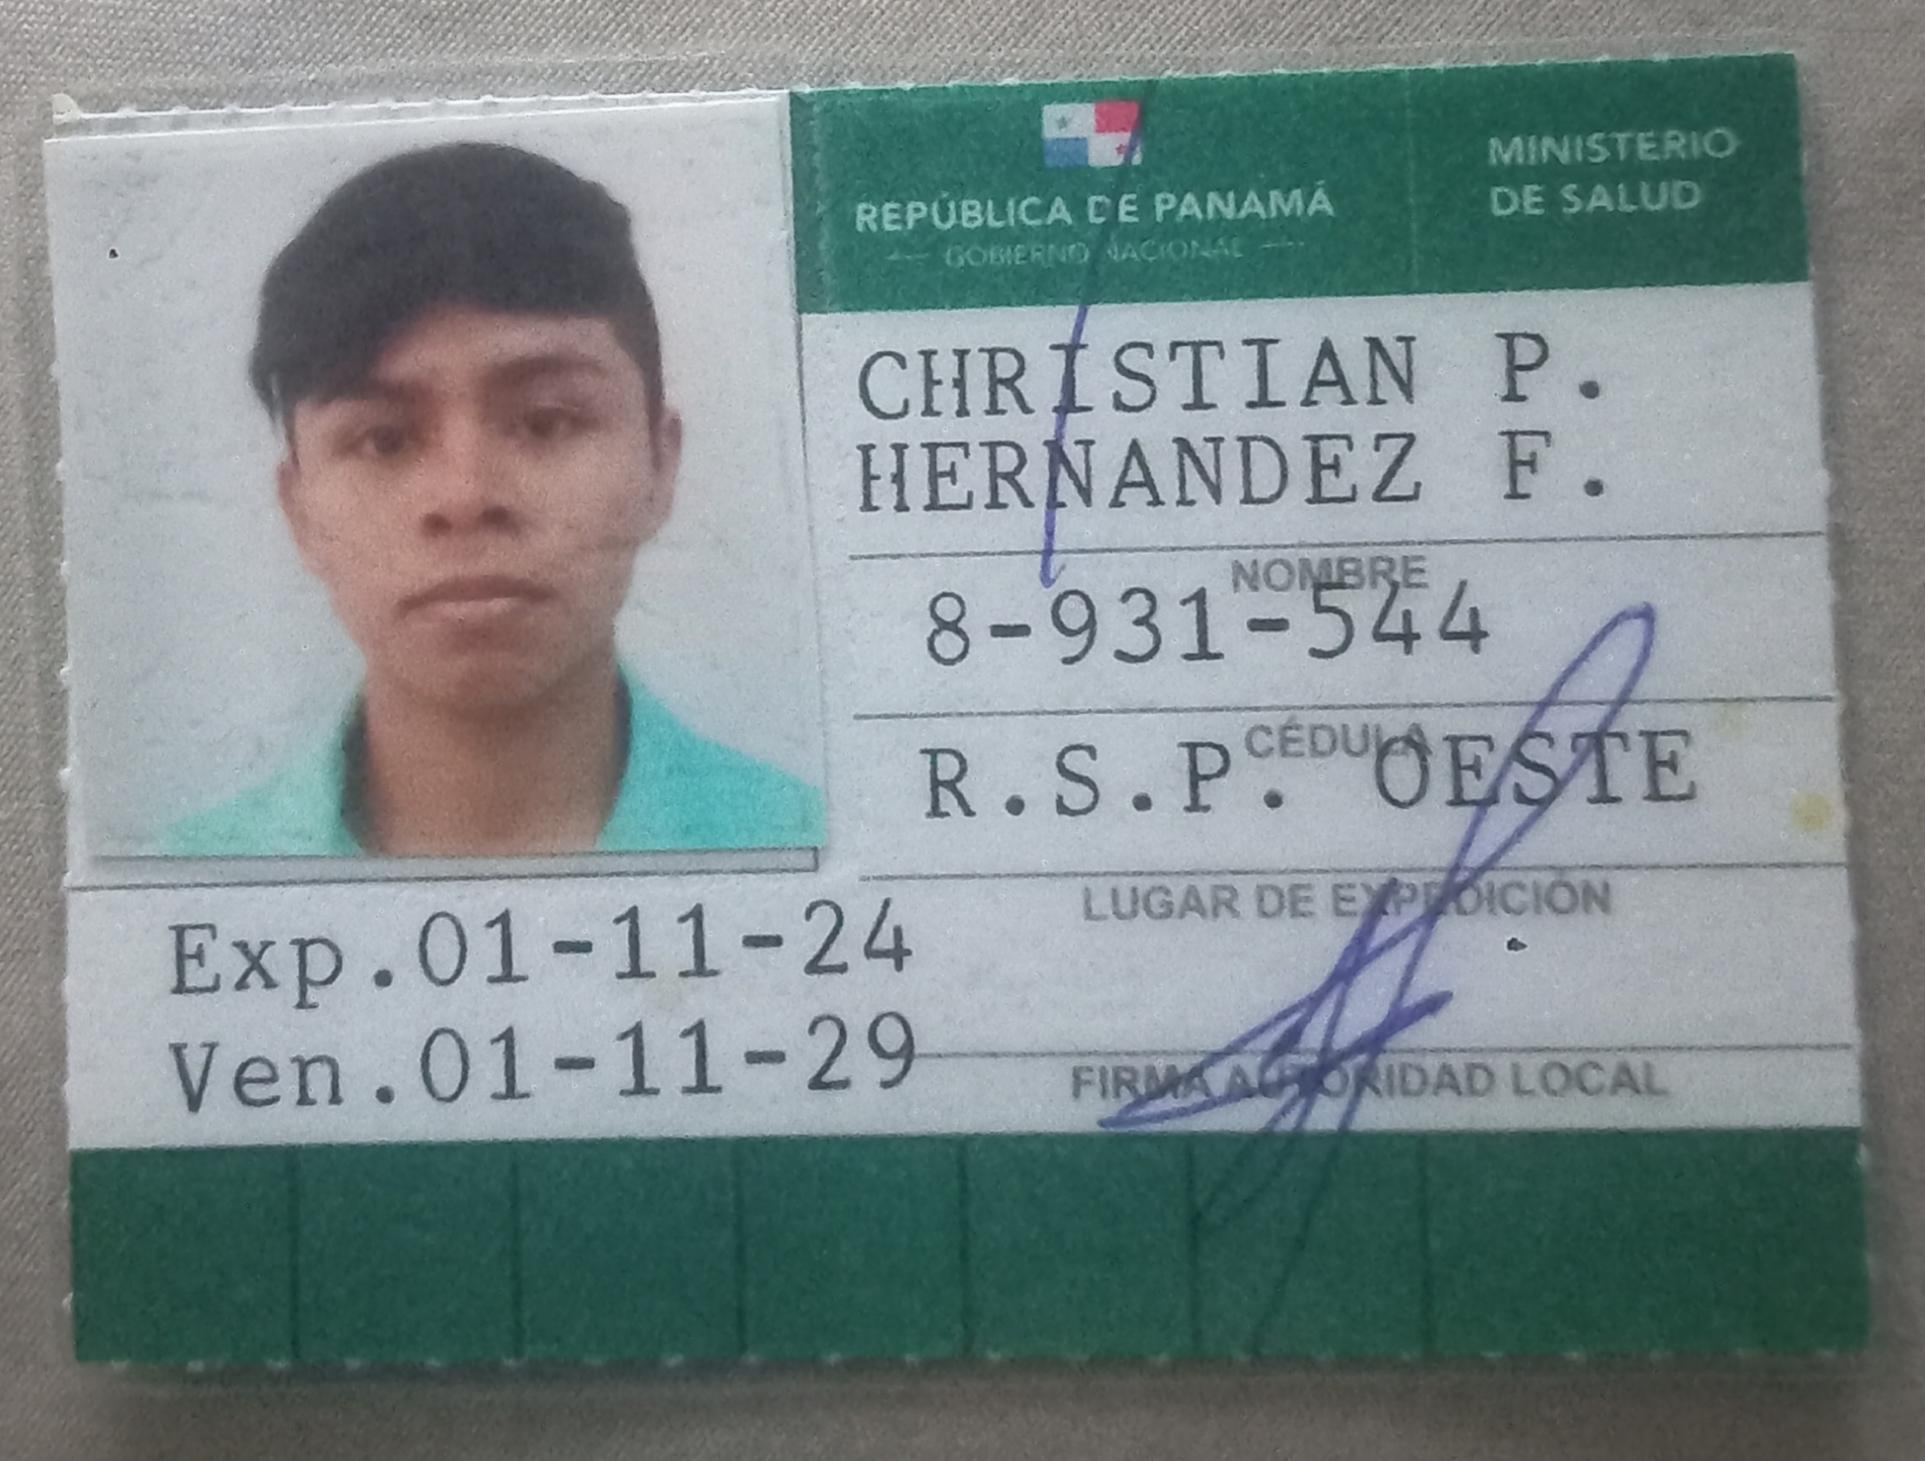 REPÚBLICA DE PANAMÁ
— GOBIERNO NACIONAL —
MINISTERIO
DE SALUD
CHRISTIAN P.
HERNANDEZ F.
NOMBRE
8-931-544
CÉDULA
R.S.P. OESTE
LUGAR DE EXPEDICIÓN
Exp.01-11-24
Ven.01-11-29
FIRMA AUTORIDAD LOCAL